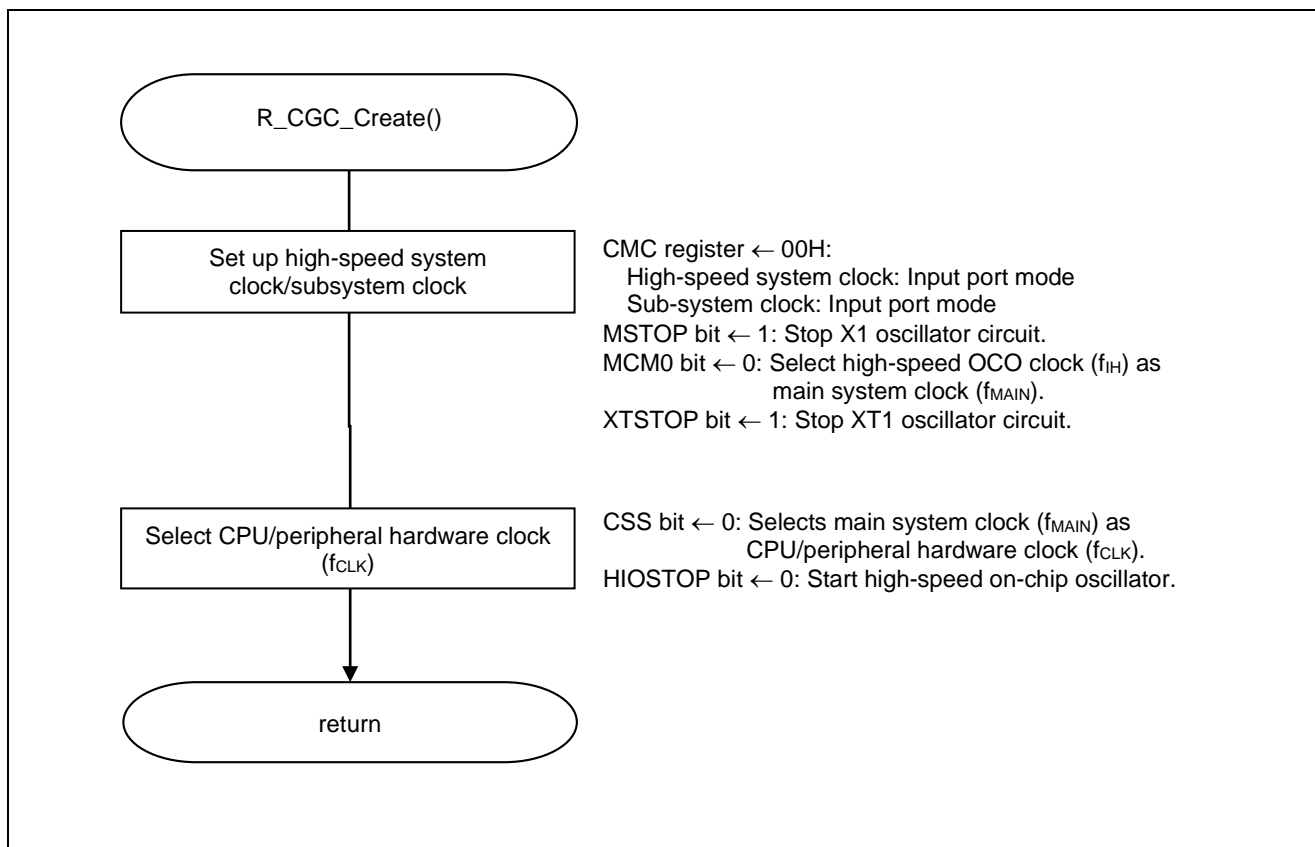 R_CGC_Create()
Set up high-speed system
clock/subsystem clock
CMC register ← 00H:
High-speed system clock: Input port mode
Sub-system clock: Input port mode
MSTOP bit ← 1: Stop X1 oscillator circuit.
MCM0 bit ← 0: Select high-speed OCO clock (fIH) as
main system clock (fMAIN).
XTSTOP bit ← 1: Stop XT1 oscillator circuit.
Select CPU/peripheral hardware clock
(fCLK)
CSS bit ← 0: Selects main system clock (fMAIN) as
CPU/peripheral hardware clock (fCLK).
HIOSTOP bit ← 0: Start high-speed on-chip oscillator.
return